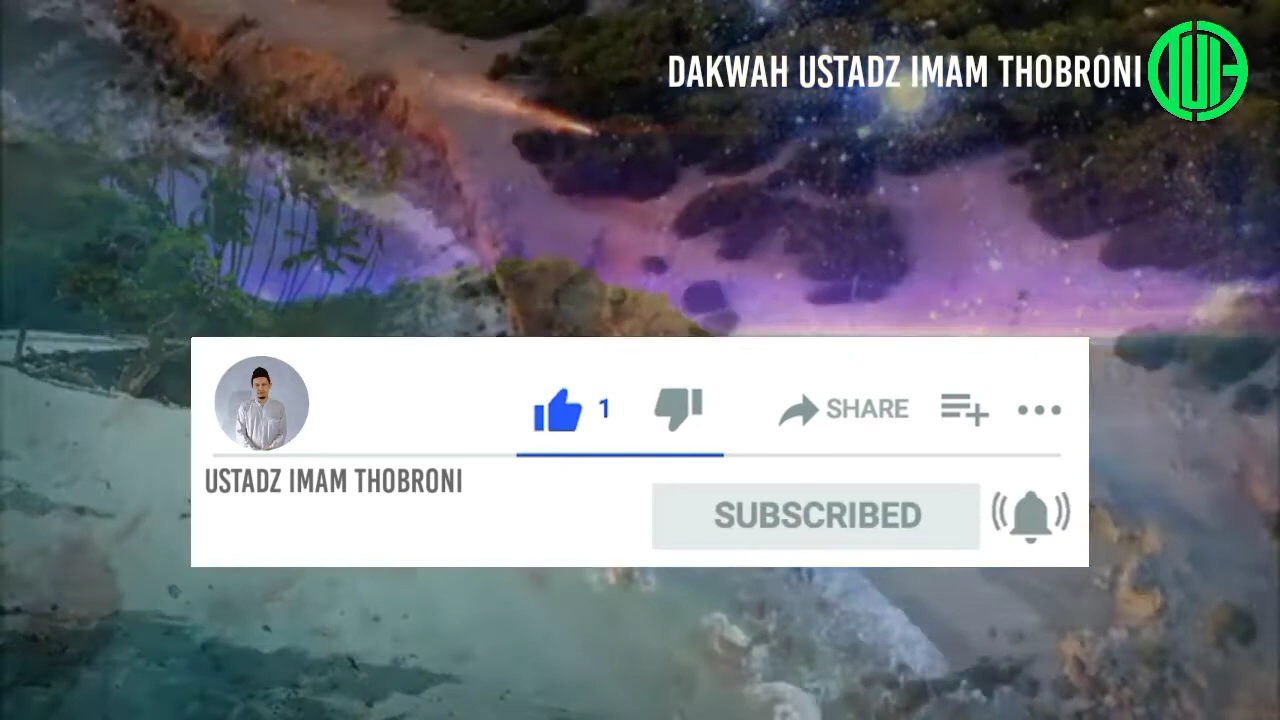 DAKWAH USTADZ IMAM THOBRONI
1
SHARE
USTADZ IMAM THOBRONI
SUBSCRIBED